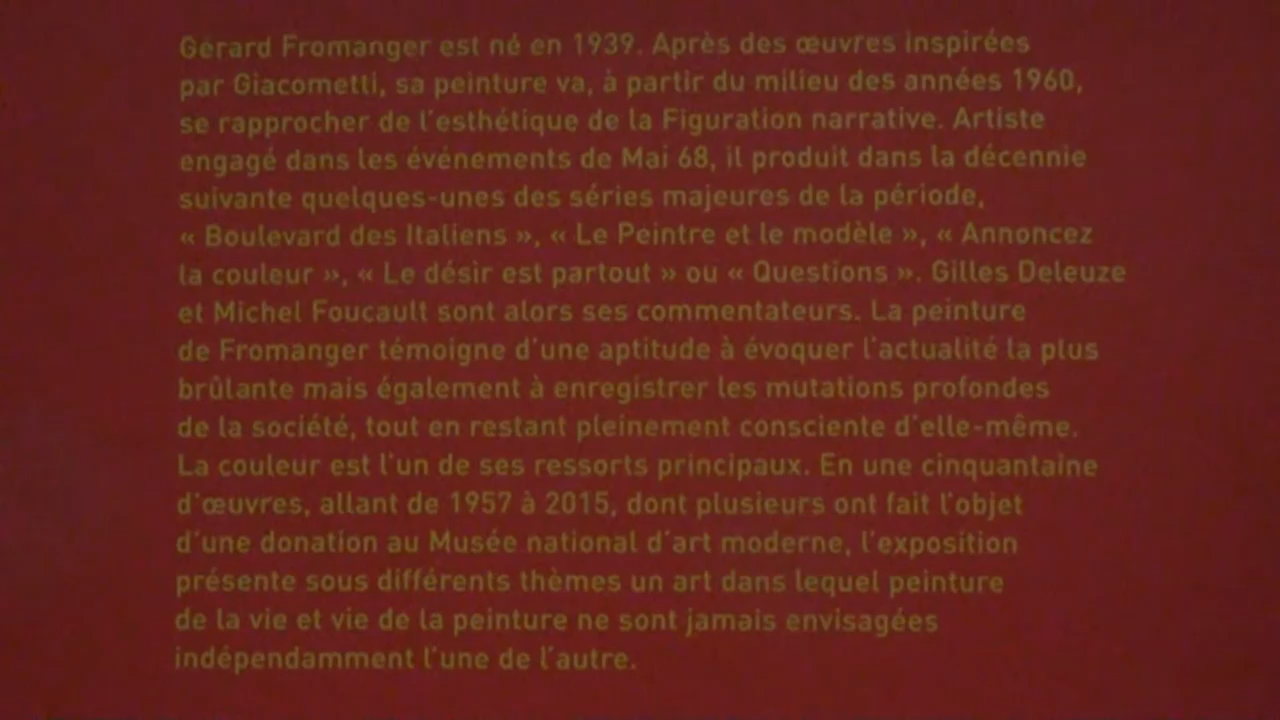 Gérard Fromanger est né en 1939. Après des œuvres inspirées
par Giacometti, sa peinture va, à partir du milieu des années 1960,
se rapprocher de l'esthétique de la Figuration narrative. Artiste
engagé dans les événements de Mai 68, il produit dans la décennie
suivante quelques-unes des séries majeures de la période,
« Boulevard des Italiens », « Le Peintre et le modèle », « Annoncez
la couleur », « Le désir est partout » ou « Questions ». Gilles Deleuze
et Michel Foucault sont alors ses commentateurs. La peinture
de Fromanger témoigne d'une aptitude à évoquer l'actualité la plus
brûlante mais également à enregistrer les mutations profondes
de la société, tout en restant pleinement consciente d'elle-même.
La couleur est l'un de ses ressorts principaux. En une cinquantaine
d'œuvres, allant de 1957 à 2015, dont plusieurs ont fait l'objet
d'une donation au Musée national d'art moderne, l'exposition
présente sous différents thèmes un art dans lequel peinture
de la vie et vie de la peinture ne sont jamais envisagées
indépendamment l'une de l'autre.